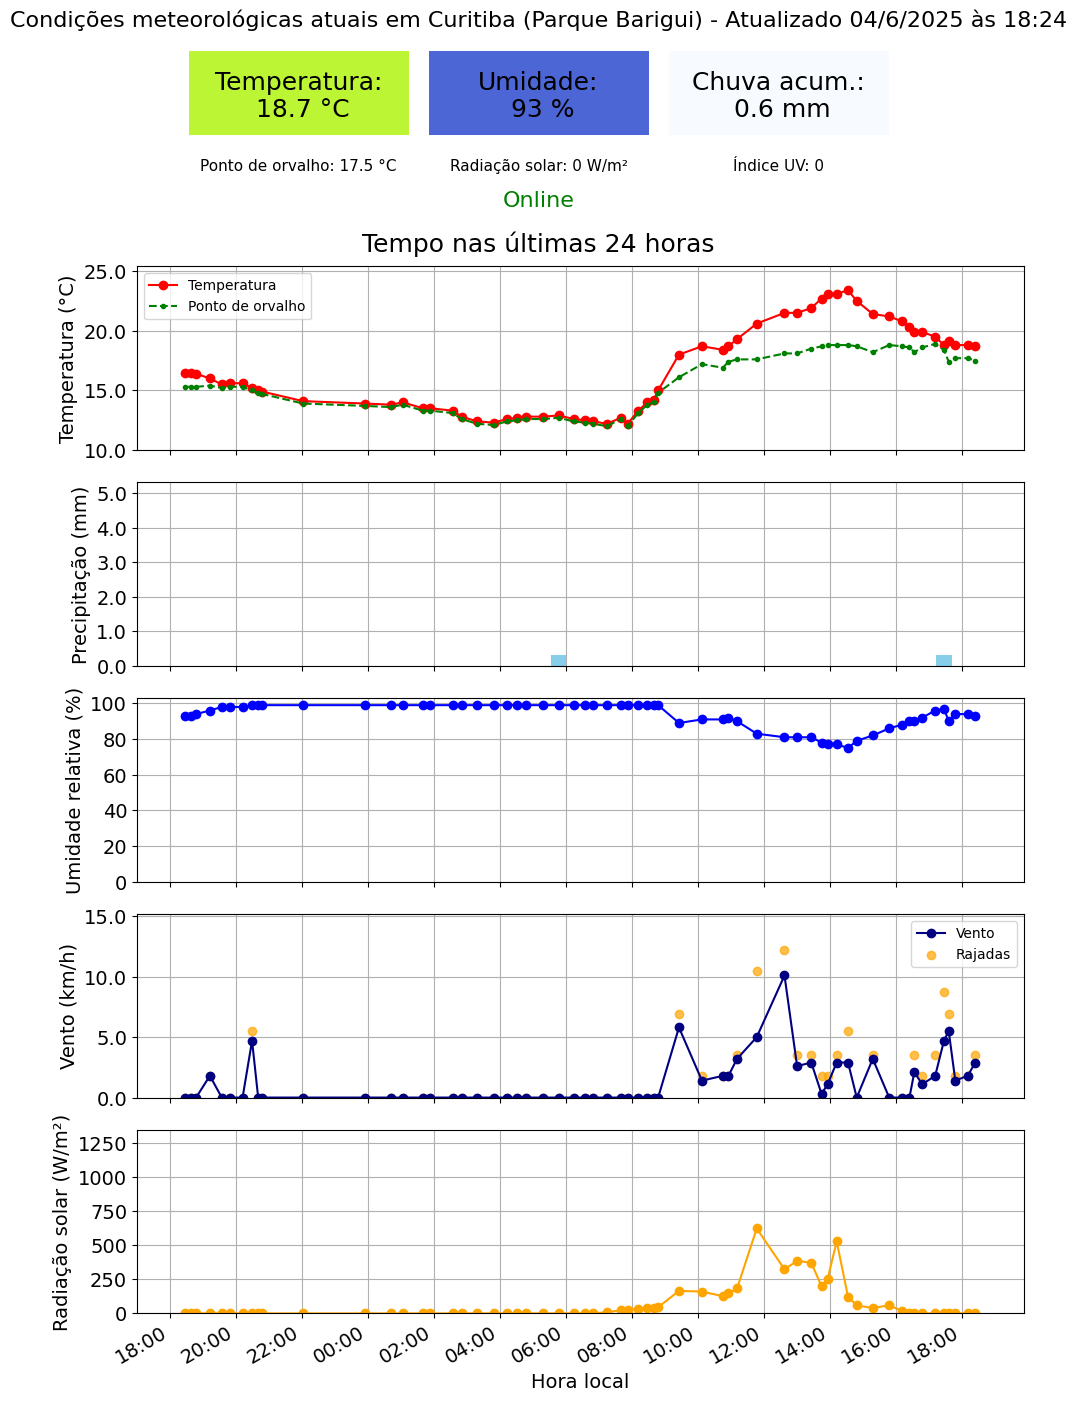 Condições meteorológicas atuais em Curitiba (Parque Barigui) - Atualizado 04/6/2025 às 18:24
Temperatura:
18.7 °C
Umidade:
93 %
Chuva acum.:
0.6 mm
Ponto de orvalho: 17.5 °C
Radiação solar: 0 W/m²
Índice UV: 0
Online
Tempo nas últimas 24 horas
Temperatura (°C)
25.0
20.0
15.0
10.0
Temperatura
Ponto de orvalho
Precipitação (mm)
5.0
4.0
3.0
2.0
1.0
0.0
Umidade relativa (%)
100
80
60
40
20
0
Vento (km/h)
15.0
10.0
5.0
0.0
Vento
Rajadas
Radiação solar (W/m²)
1250
1000
750
500
250
0
18:00
20:00
22:00
00:00
02:00
04:00
06:00
08:00
10:00
12:00
14:00
16:00
18:00
Hora local